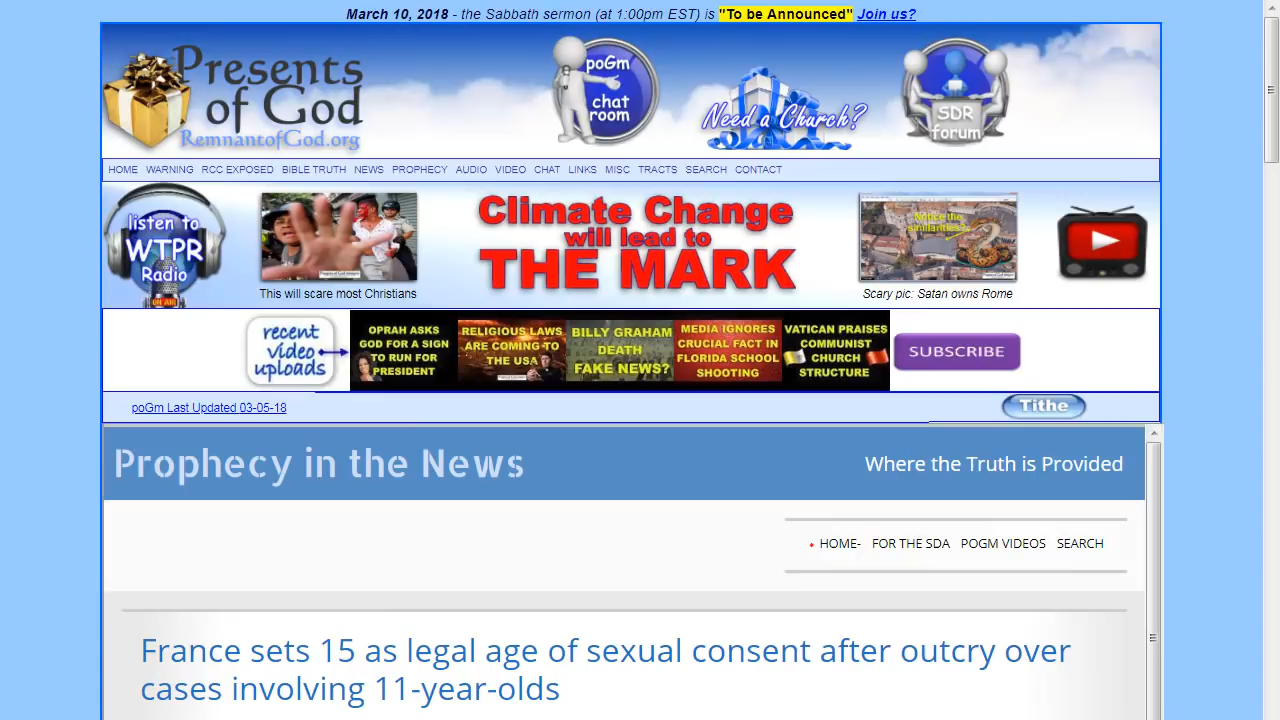 March 10, 2018 - the Sabbath sermon (at 1:00pm EST) is "To be Announced" Join us?
Presents
of God
RemnantofGod.org
poGm
chat
room
Need a Church?
SDR
forum
HOME WARNING RCC EXPOSED BIBLE TRUTH NEWS PROPHECY AUDIO VIDEO CHAT LINKS MISC TRACTS SEARCH CONTACT
listen to
WTPR
Radio
ON AIR
This will scare most Christians
Climate Change
will lead to
THE MARK
Notice the
similarities?
Scary pic: Satan owns Rome
recent
video
uploads
OPRAH ASKS
GOD FOR A SIGN
TO RUN FOR
PRESIDENT
RELIGIOUS LAWS
ARE COMING TO
THE USA
BILLY GRAHAM
DEATH
FAKE NEWS?
MEDIA IGNORES
CRUCIAL FACT IN
FLORIDA SCHOOL
SHOOTING
VATICAN PRAISES
COMMUNIST
CHURCH
STRUCTURE
SUBSCRIBE
poGm Last Updated 03-05-18
Tithe
Prophecy in the News
Where the Truth is Provided
HOME- FOR THE SDA POGM VIDEOS SEARCH
France sets 15 as legal age of sexual consent after outcry over
cases involving 11-year-olds